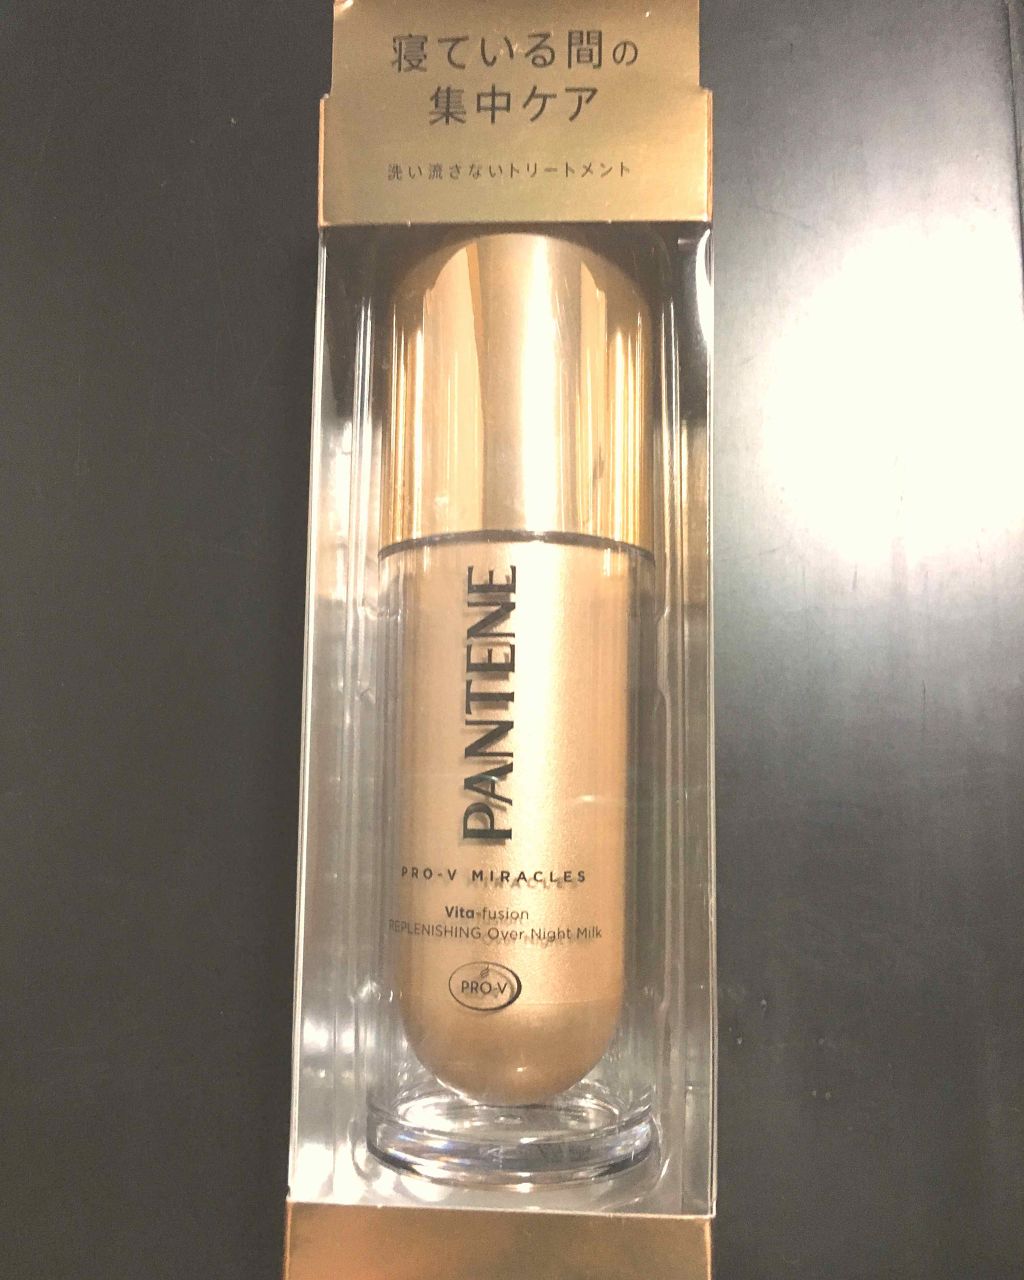 寝ている間の
集中ケア
洗い流さないトリートメント
PANTENE
PRO-V MIRACLES
Vita-fusion
REPLENISHING Over Night Milk
PRO-V